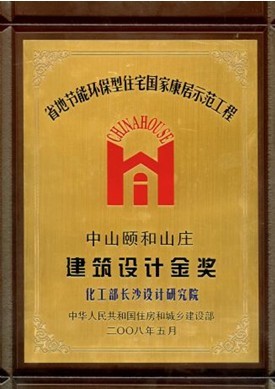 省地节能环保型住宅国家康居示范工程
CHINAHOUSE
中山颐和山庄
建筑设计金奖
化工部长沙设计研究院
中华人民共和国住房和城乡建设部
二〇〇八年五月